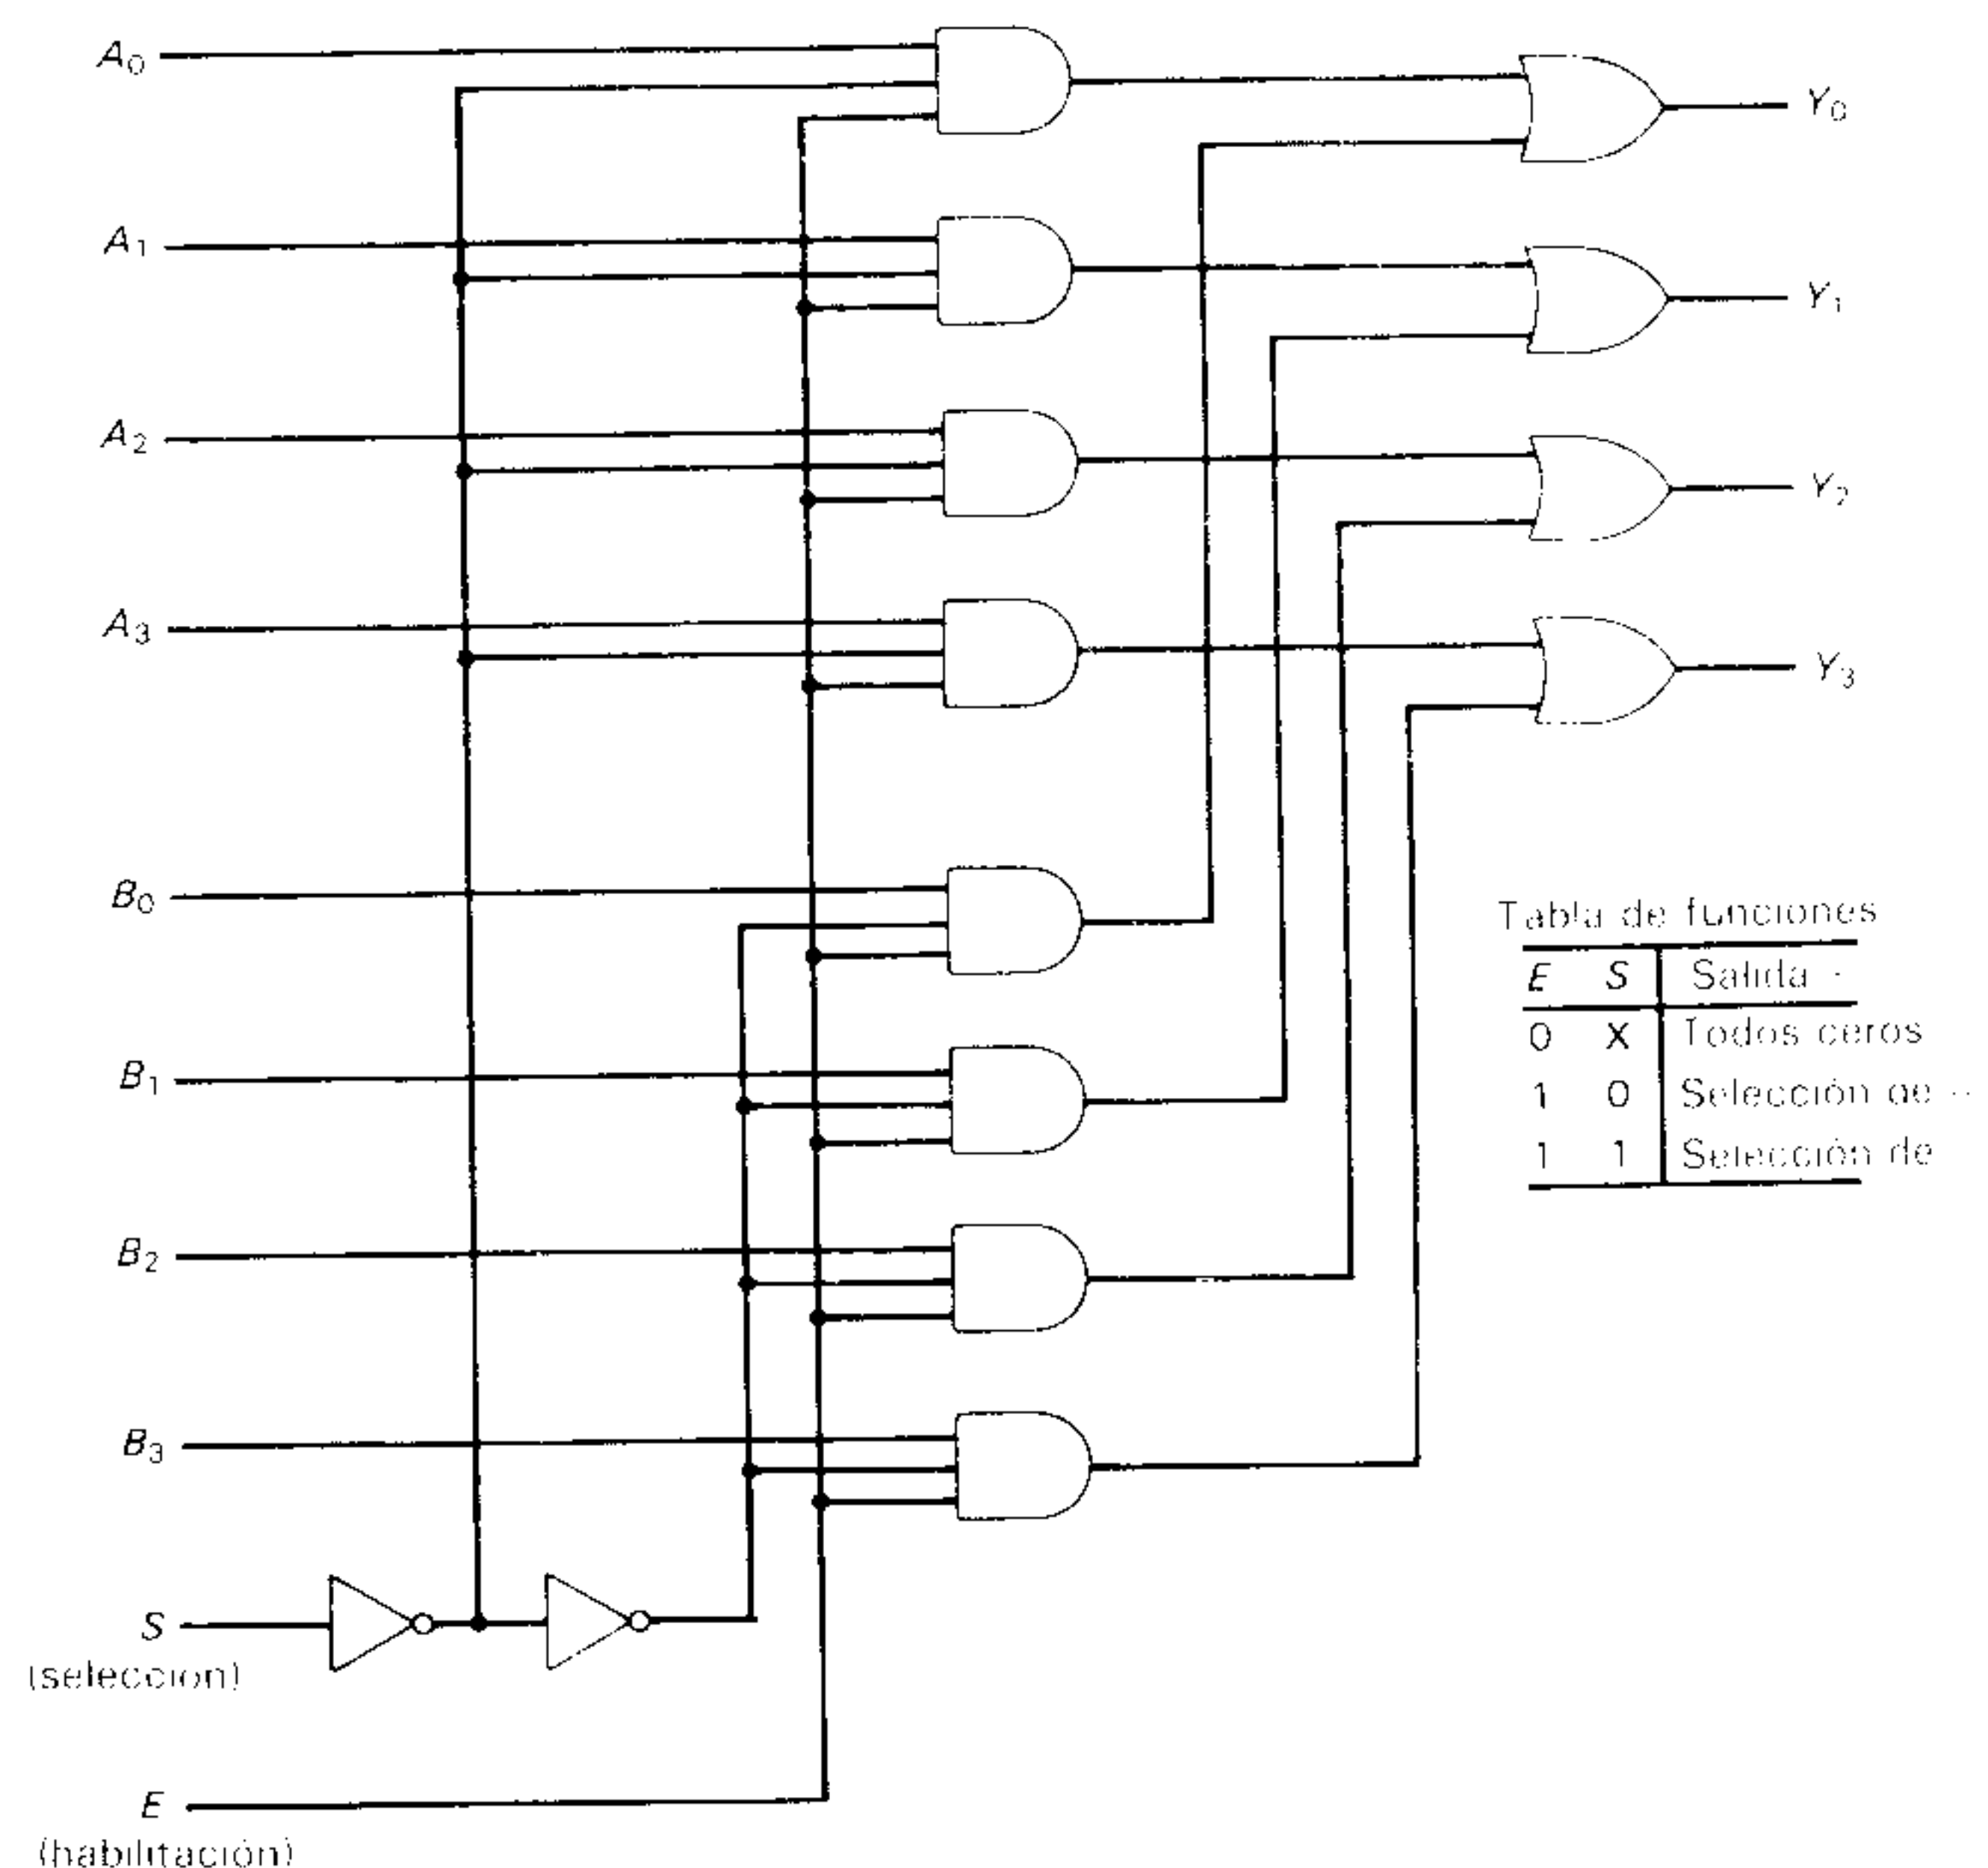 A0
Y0
A1
Y1
A2
Y2
A3
Y3
B0
Tabla de funciones
E S Salida
0 X Todos ceros
B1
1 0 Selección de
1 1 Selección de
B2
B3
S
(selección)
E
(habilitación)